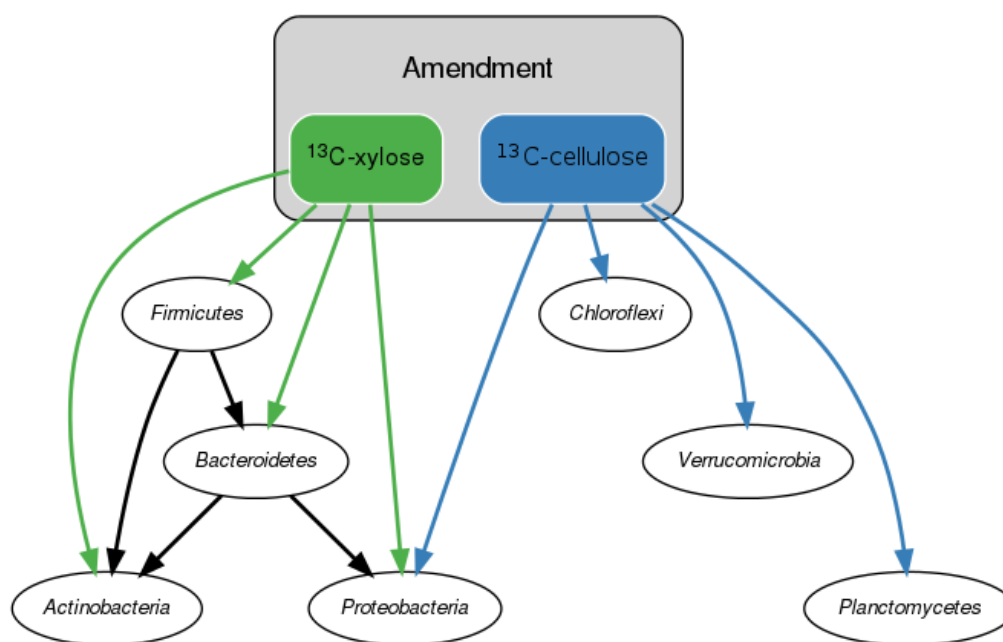 Amendment
¹³C-xylose
¹³C-cellulose
Firmicutes
Chloroflexi
Bacteroidetes
Verrucomicrobia
Actinobacteria
Proteobacteria
Planctomycetes